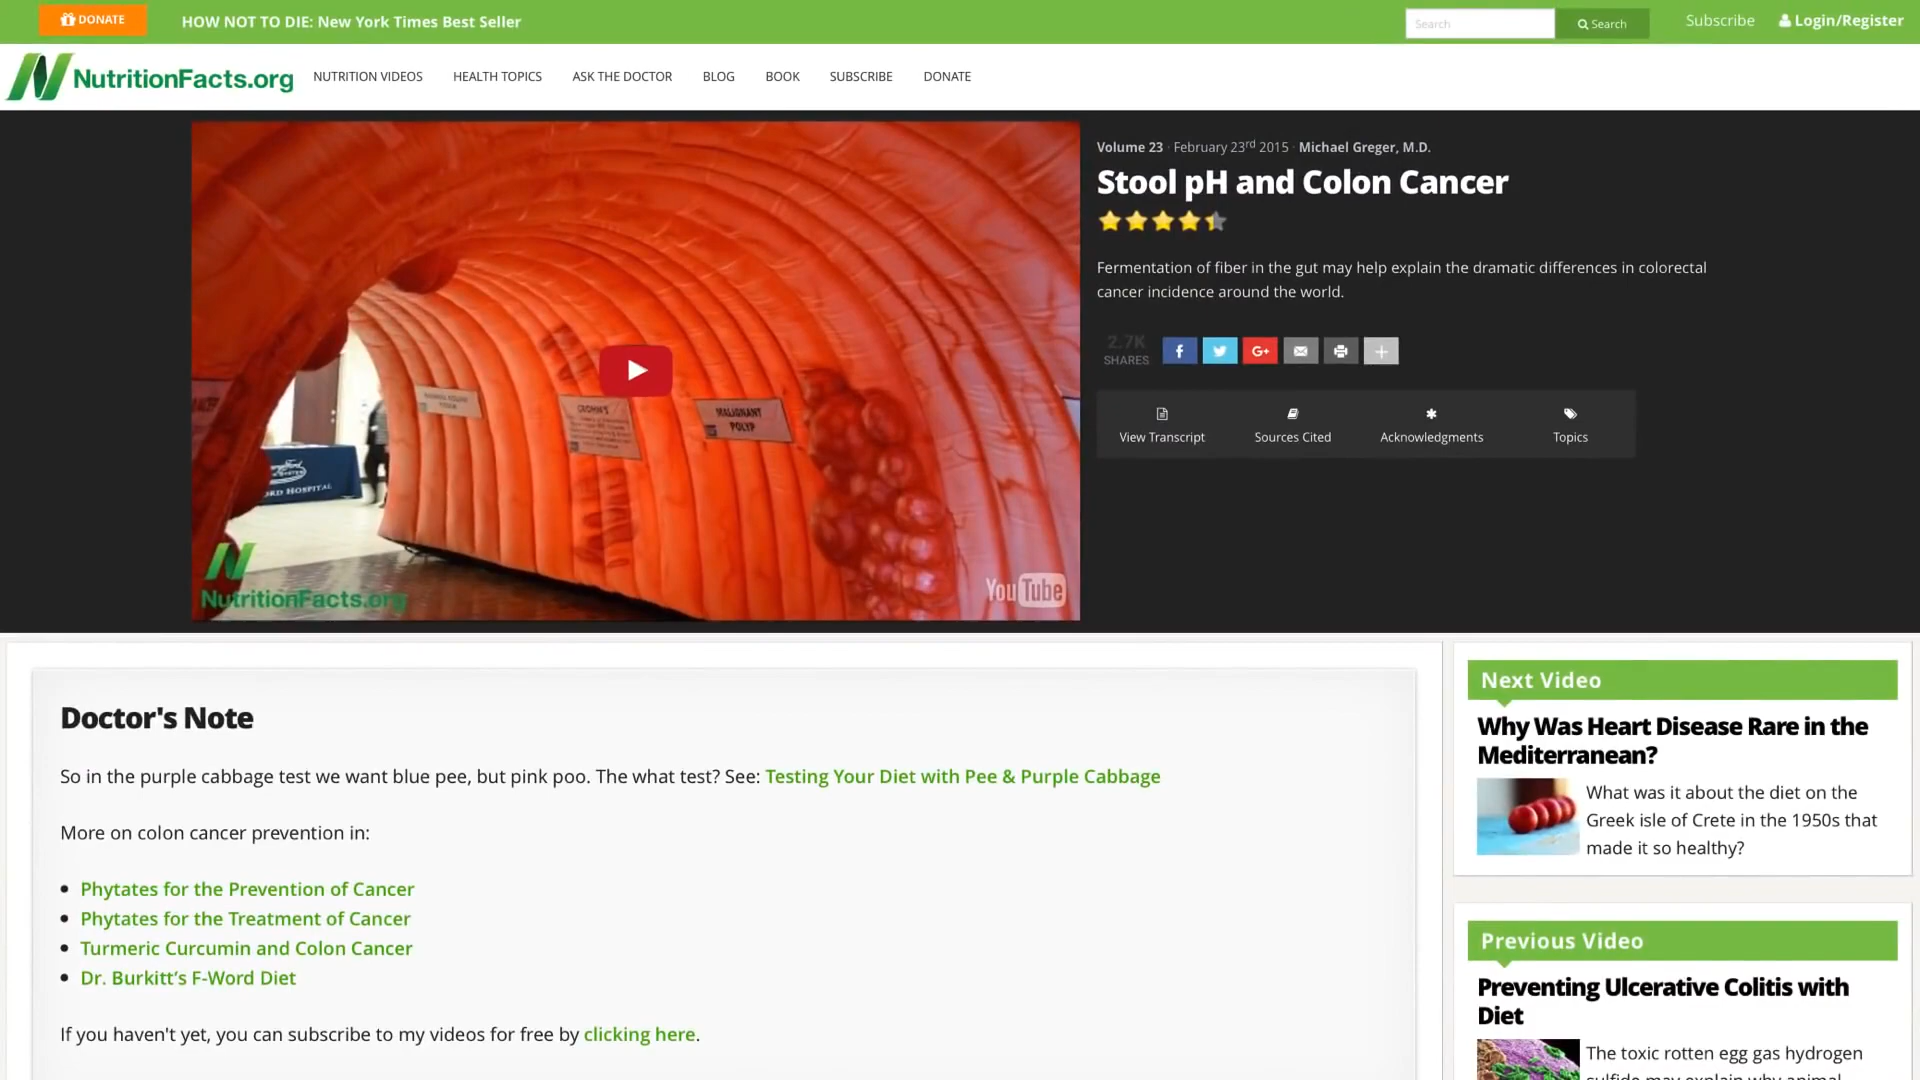 DONATE
HOW NOT TO DIE: New York Times Best Seller
Search
Search
Subscribe
Login/Register
NutritionFacts.org
NUTRITION VIDEOS
HEALTH TOPICS
ASK THE DOCTOR
BLOG
BOOK
SUBSCRIBE
DONATE
CROHN'S
MALIGNANT
POLYP
HOSPITAL
NutritionFacts.org
YouTube
Volume 23 · February 23rd 2015 · Michael Greger, M.D.
Stool pH and Colon Cancer
Fermentation of fiber in the gut may help explain the dramatic differences in colorectal
cancer incidence around the world.
2.7K
SHARES
View Transcript
Sources Cited
Acknowledgments
Topics
Doctor's Note
So in the purple cabbage test we want blue pee, but pink poo. The what test? See: Testing Your Diet with Pee & Purple Cabbage
More on colon cancer prevention in:
Phytates for the Prevention of Cancer
Phytates for the Treatment of Cancer
Turmeric Curcumin and Colon Cancer
Dr. Burkitt's F-Word Diet
If you haven't yet, you can subscribe to my videos for free by clicking here.
Next Video
Why Was Heart Disease Rare in the
Mediterranean?
What was it about the diet on the
Greek isle of Crete in the 1950s that
made it so healthy?
Previous Video
Preventing Ulcerative Colitis with
Diet
The toxic rotten egg gas hydrogen
sulfide may explain why animal